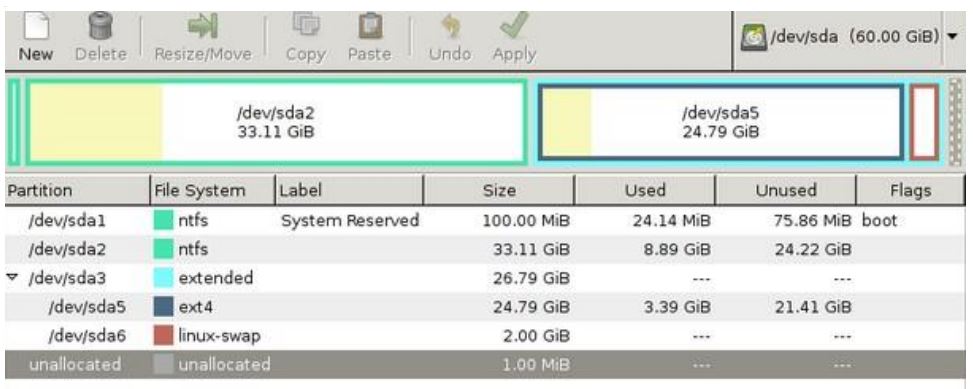 New Delete Resize/Move Copy Paste Undo Apply /dev/sda (60.00 GiB)
/dev/sda2
33.11 GiB
/dev/sda5
24.79 GiB
Partition File System Label Size Used Unused Flags
/dev/sda1 ntfs System Reserved 100.00 MiB 24.14 MiB 75.86 MiB boot
/dev/sda2 ntfs 33.11 GiB 8.89 GiB 24.22 GiB
/dev/sda3 extended 26.79 GiB --- ---
/dev/sda5 ext4 24.79 GiB 3.39 GiB 21.41 GiB
/dev/sda6 linux-swap 2.00 GiB --- ---
unallocated unallocated 1.00 MiB --- ---